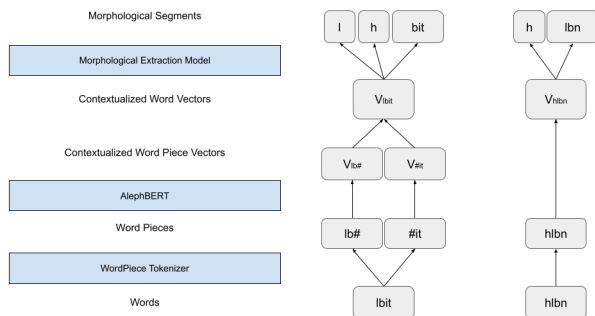 Morphological Segments
l h bit h lbn
Morphological Extraction Model
Contextualized Word Vectors
Vlbit Vhlbn
Contextualized Word Piece Vectors
Vlb# V#it
AlephBERT
Word Pieces
lb# #it hlbn
WordPiece Tokenizer
Words
lbit hlbn